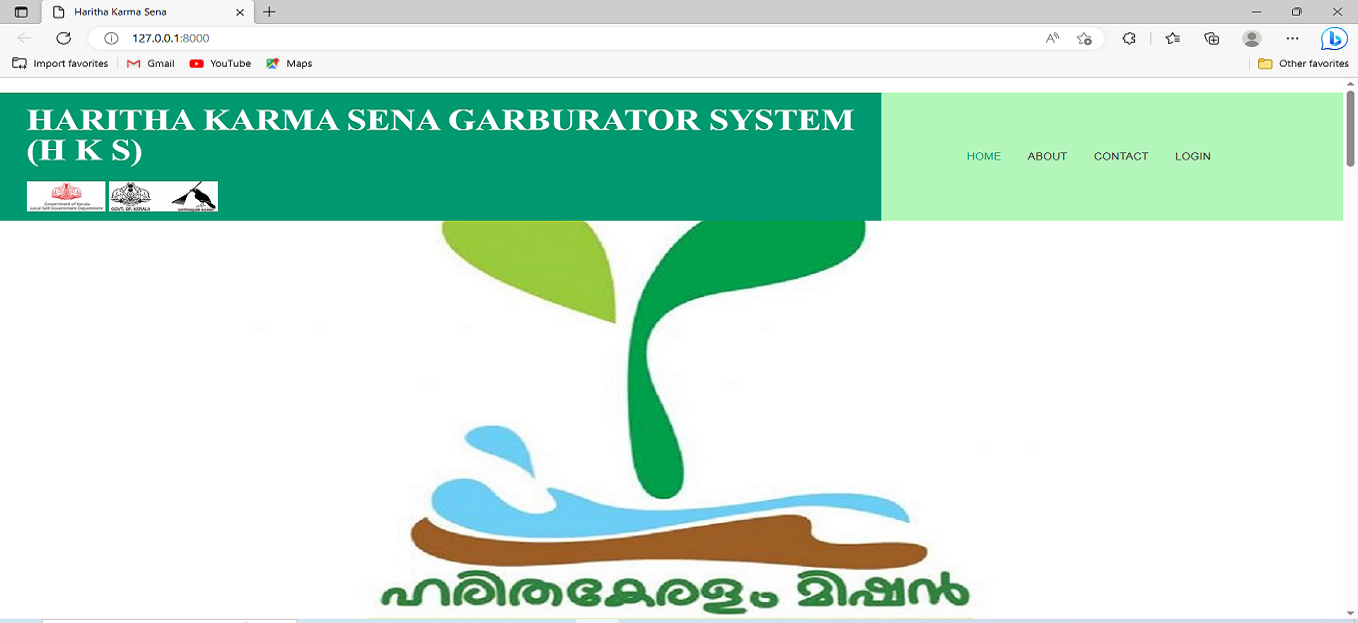 Haritha Karma Sena
127.0.0.1:8000
Import favorites
Gmail
YouTube
Maps
Other favorites
HARITHA KARMA SENA GARBURATOR SYSTEM
(H K S)
HOME ABOUT CONTACT LOGIN
Government of Kerala
Local Self Government Department
GOVT. OF KERALA
ഹരിതകേരളം മിഷൻ